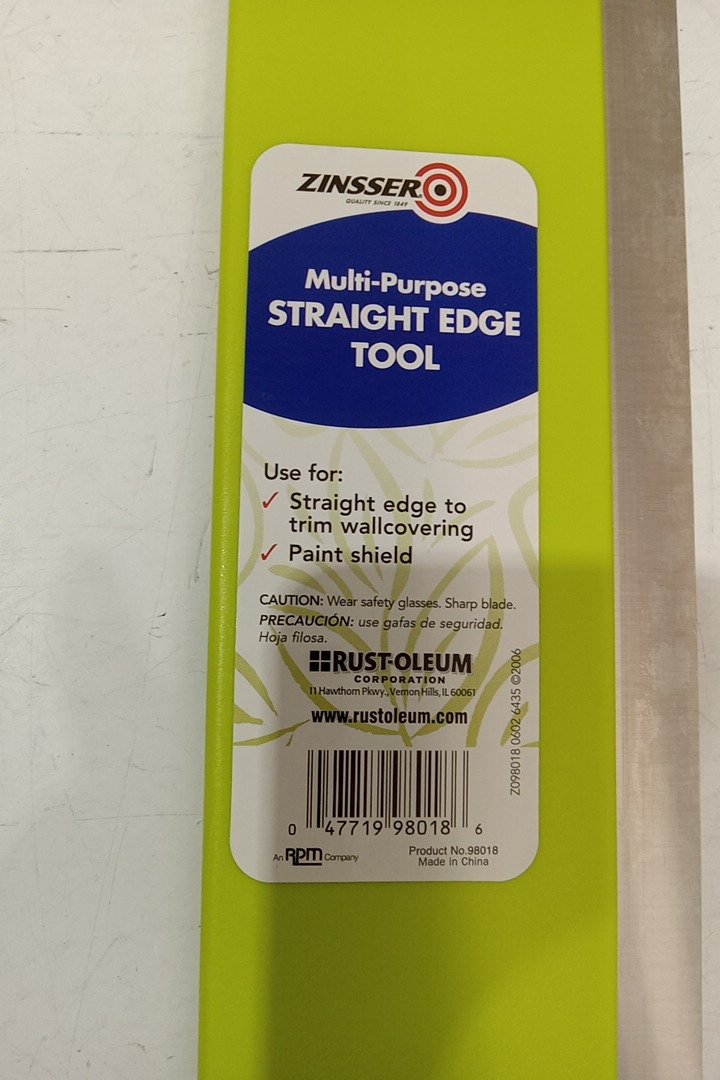 ZINSSER®
QUALITY SINCE 1849
Multi-Purpose
STRAIGHT EDGE
TOOL
Use for:
✓ Straight edge to
trim wallcovering
✓ Paint shield
CAUTION: Wear safety glasses. Sharp blade.
PRECAUCIÓN: use gafas de seguridad.
Hoja filosa.
RUST-OLEUM
CORPORATION
11 Hawthorn Pkwy., Vernon Hills, IL 60061
www.rustoleum.com
Z098018 0602 6435 ©2006
0 47719 98018 6
An RPM Company
Product No.98018
Made in China